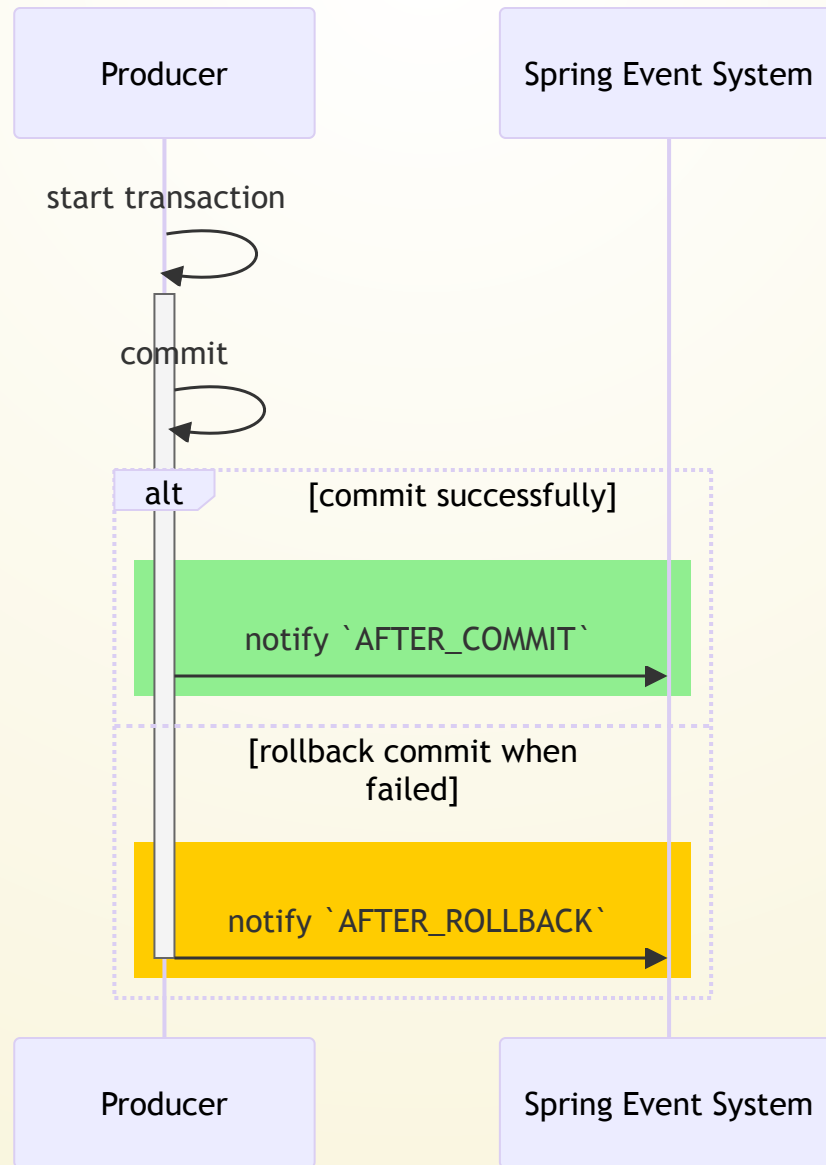 Producer
Spring Event System
start transaction
commit
alt
[commit successfully]
notify `AFTER_COMMIT`
[rollback commit when
failed]
notify `AFTER_ROLLBACK`
Producer
Spring Event System